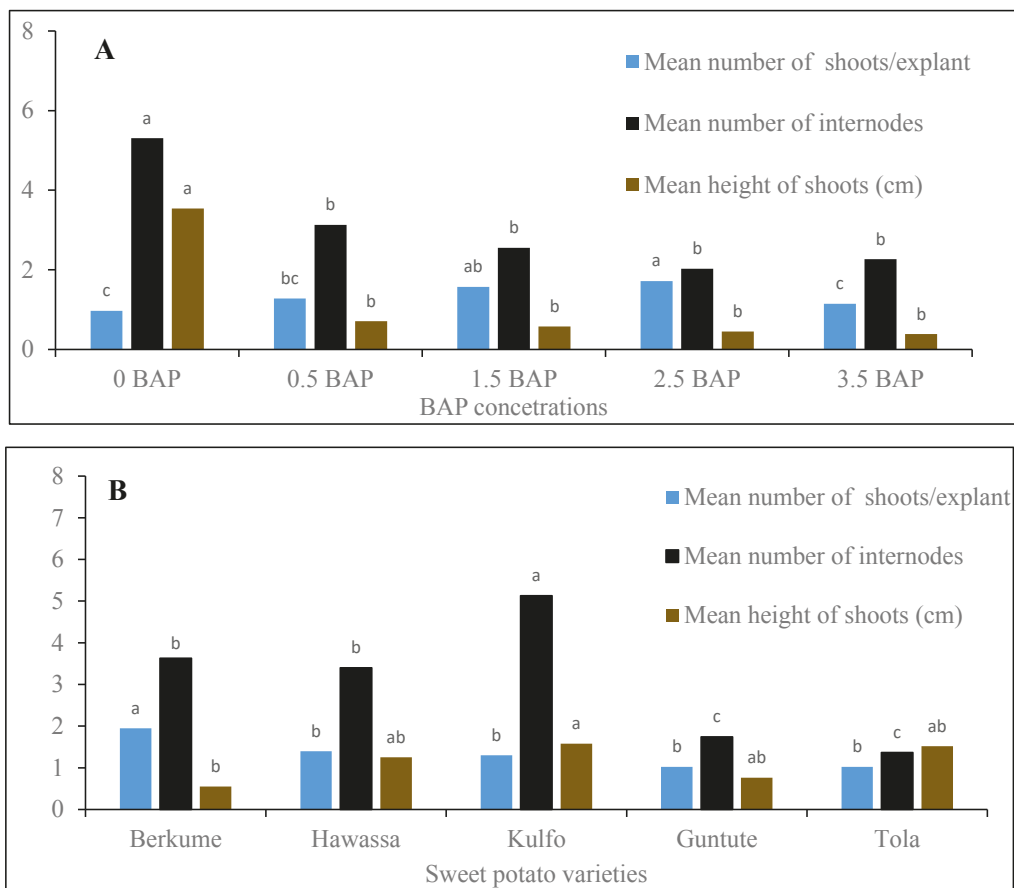 8
A
Mean number of  shoots/explant
6
a
Mean number of internodes
a
4
Mean height of shoots (cm)
b
b
b
b
2
ab
a
bc
c
c
b
b
b
b
0
0 BAP
0.5 BAP
1.5 BAP
2.5 BAP
3.5 BAP
BAP concetrations
8
B
Mean number of  shoots/explant
7
6
Mean number of internodes
a
5
Mean height of shoots (cm)
4
b
b
3
a
2
c
b
ab
b
a
b
b
c
ab
ab
1
b
0
Berkume
Hawassa
Kulfo
Guntute
Tola
Sweet potato varieties